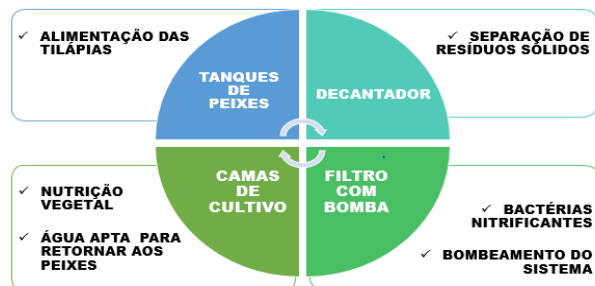 ✓ ALIMENTAÇÃO DAS
TILÁPIAS
TANQUES
DE
PEIXES
DECANTADOR
✓ SEPARAÇÃO DE
RESÍDUOS SÓLIDOS
✓ NUTRIÇÃO
VEGETAL
✓ ÁGUA APTA PARA
RETORNAR AOS
PEIXES
CAMAS
DE
CULTIVO
FILTRO
COM
BOMBA
✓ BACTÉRIAS
NITRIFICANTES
✓ BOMBEAMENTO DO
SISTEMA